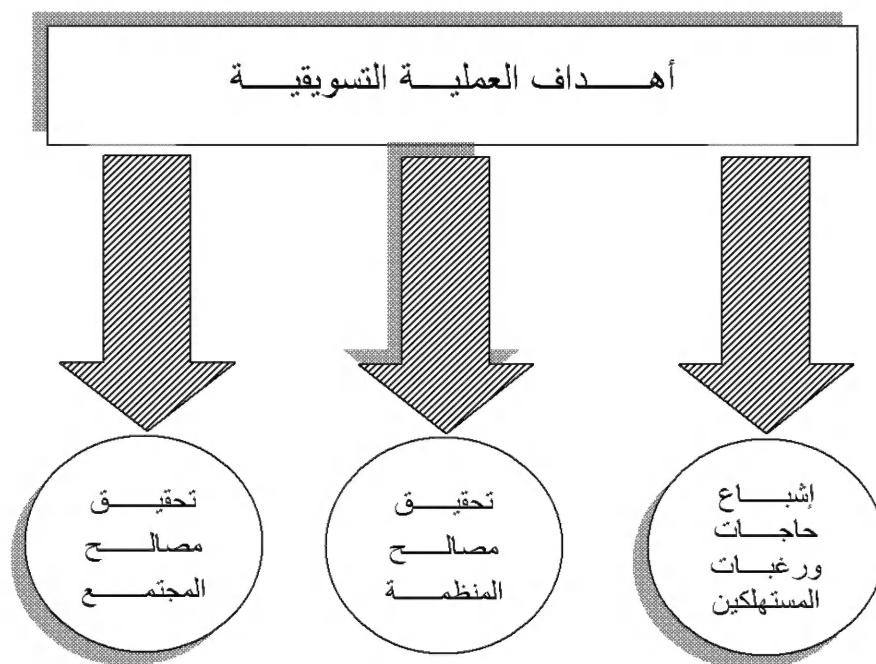 أهداف العملية التسويقية
إشباع
حاجات
ورغبات
المستهلكين
تحقيق
مصالح
المنظمة
تحقيق
مصالح
المجتمع